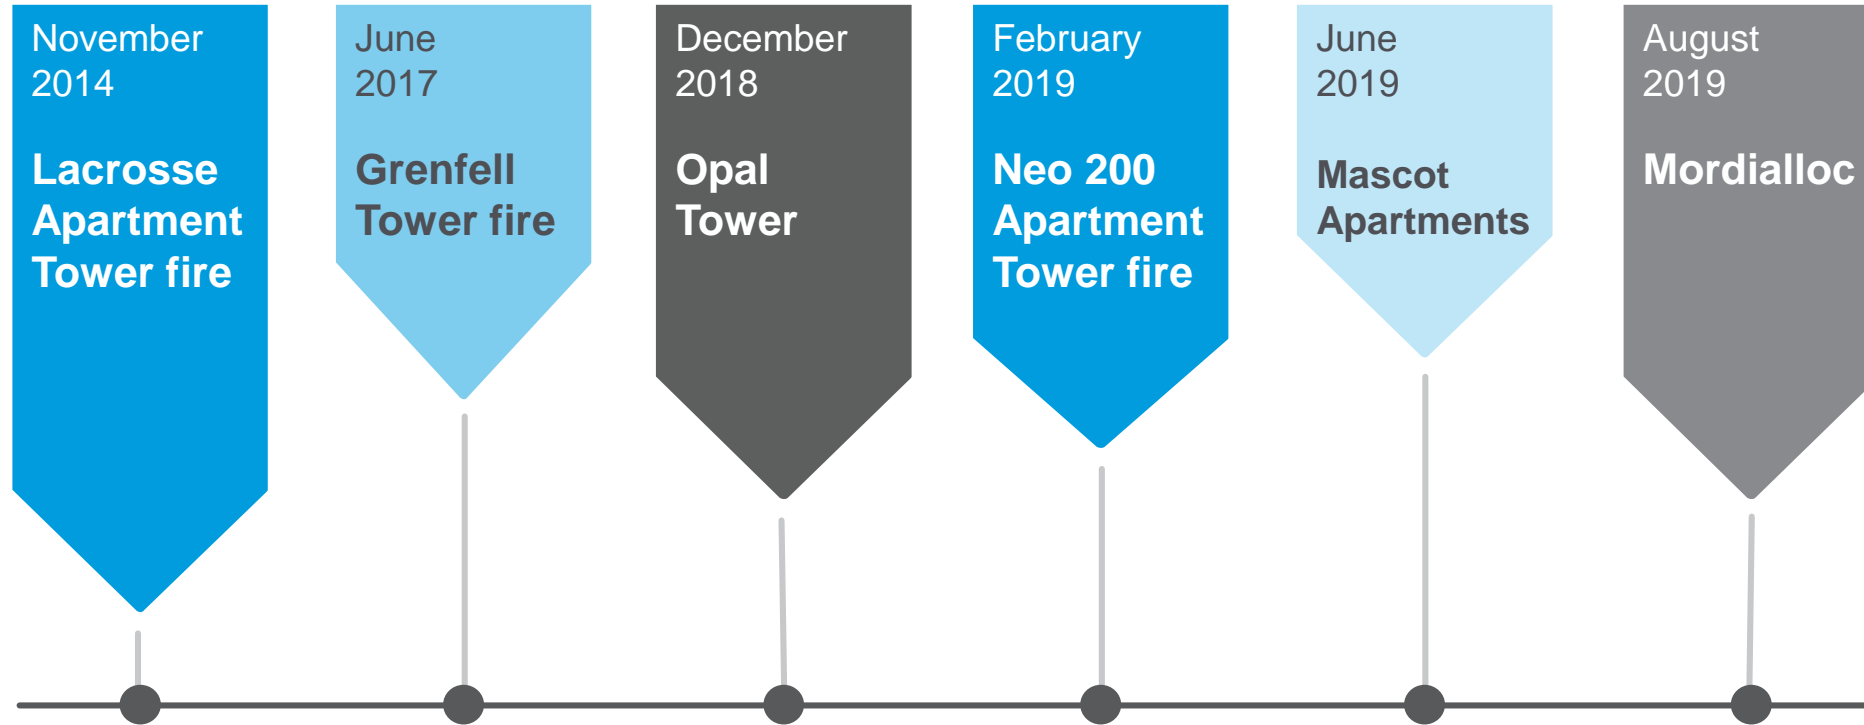 November
2014
Lacrosse
Apartment
Tower fire
June
2017
Grenfell
Tower fire
December
2018
Opal
Tower
February
2019
Neo 200
Apartment
Tower fire
June
2019
Mascot
Apartments
August
2019
Mordialloc